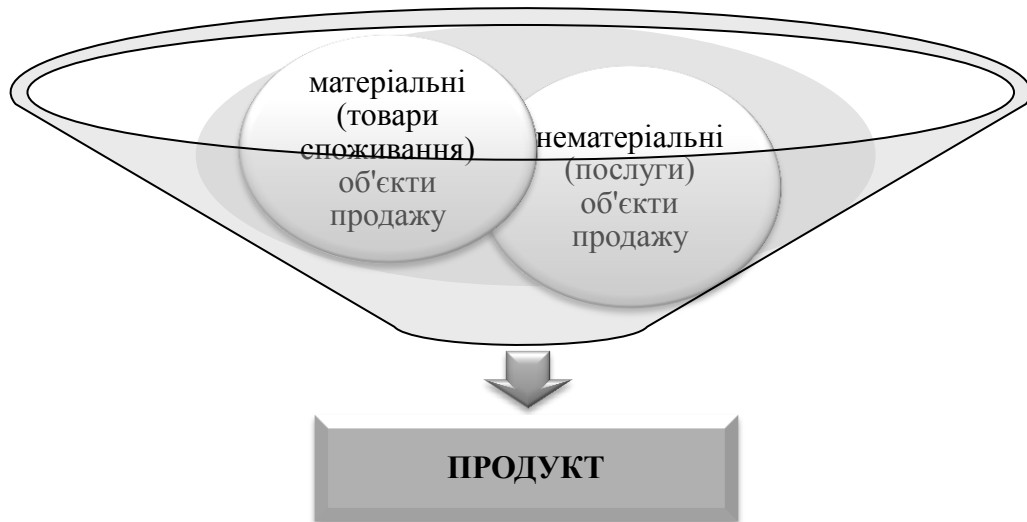 матеріальні
(товари
споживання)
об'єкти
продажу
нематеріальні
(послуги)
об'єкти
продажу
ПРОДУКТ